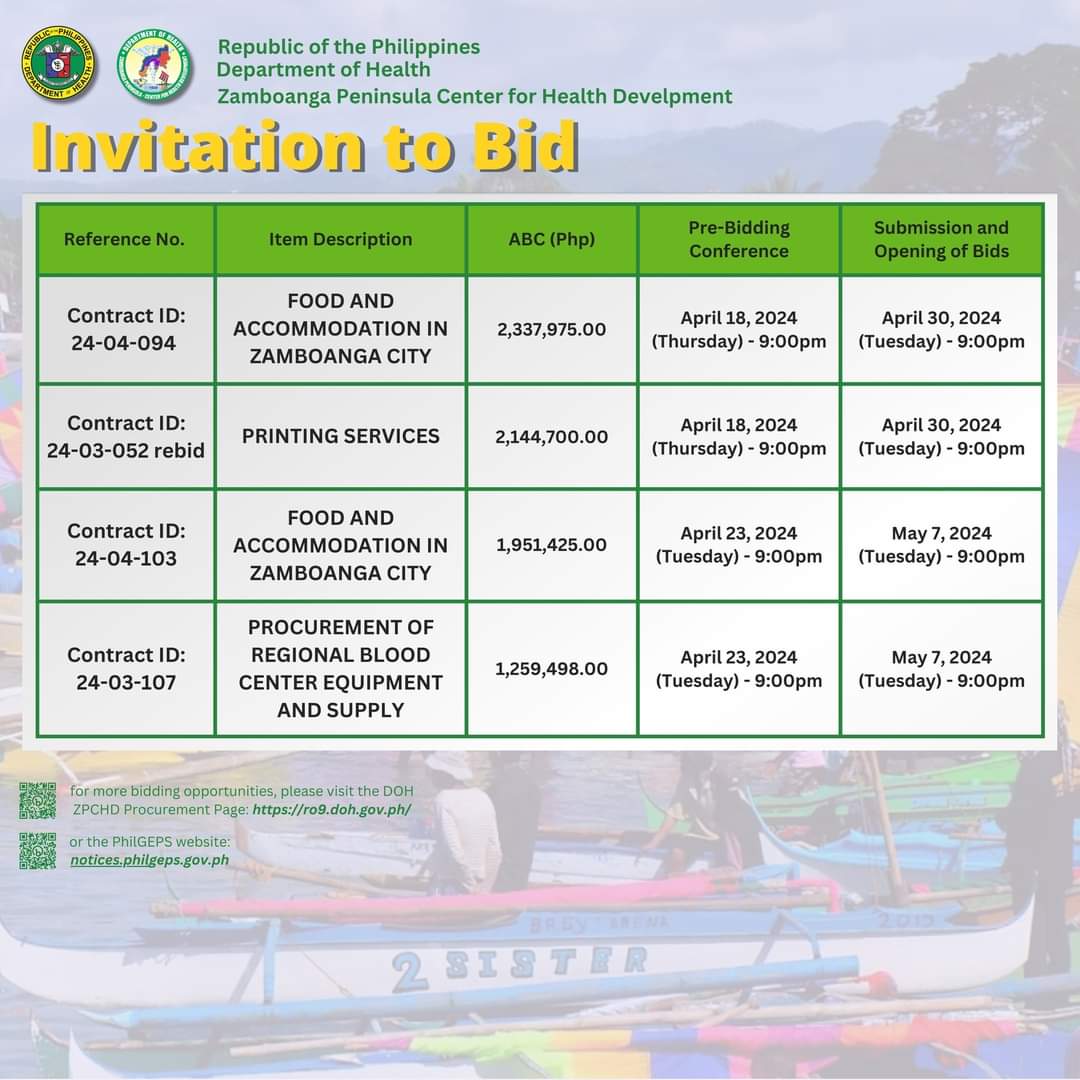 REPUBLIC OF THE PHILIPPINES
DEPARTMENT OF HEALTH
DEPARTMENT OF HEALTH
Republic of the Philippines
Department of Health
Zamboanga Peninsula Center for Health Develpment
Invitation to Bid
Reference No.
Item Description
ABC (Php)
Pre-Bidding
Conference
Submission and
Opening of Bids
Contract ID:
24-04-094
FOOD AND
ACCOMMODATION IN
ZAMBOANGA CITY
2,337,975.00
April 18, 2024
(Thursday) - 9:00pm
April 30, 2024
(Tuesday) - 9:00pm
Contract ID:
24-03-052 rebid
PRINTING SERVICES
2,144,700.00
April 18, 2024
(Thursday) - 9:00pm
April 30, 2024
(Tuesday) - 9:00pm
Contract ID:
24-04-103
FOOD AND
ACCOMMODATION IN
ZAMBOANGA CITY
1,951,425.00
April 23, 2024
(Tuesday) - 9:00pm
May 7, 2024
(Tuesday) - 9:00pm
Contract ID:
24-03-107
PROCUREMENT OF
REGIONAL BLOOD
CENTER EQUIPMENT
AND SUPPLY
1,259,498.00
April 23, 2024
(Tuesday) - 9:00pm
May 7, 2024
(Tuesday) - 9:00pm
for more bidding opportunities, please visit the DOH
ZPCHD Procurement Page: https://ro9.doh.gov.ph/
or the PhilGEPS website:
notices.philgeps.gov.ph
2015
2 SISTER